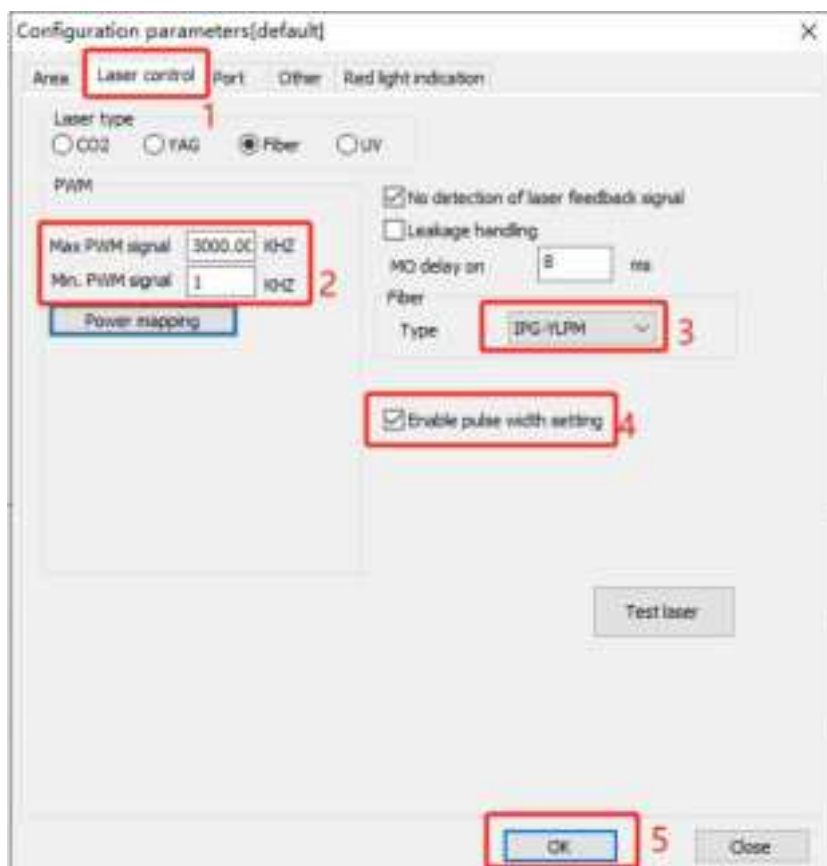 Configuration parameters[default]
Area Laser control Port Other Red light indication
1
Laser type
CO2 YAG Fiber UV
PWM
No detection of laser feedback signal
Max PWM signal 3000.00 KHZ
Leakage handling
Min. PWM signal 1 KHZ 2
MO delay on 8 ms
Power mapping
Fiber
Type IPG-YLPM 3
Enable pulse width setting 4
Test laser
OK 5 Close